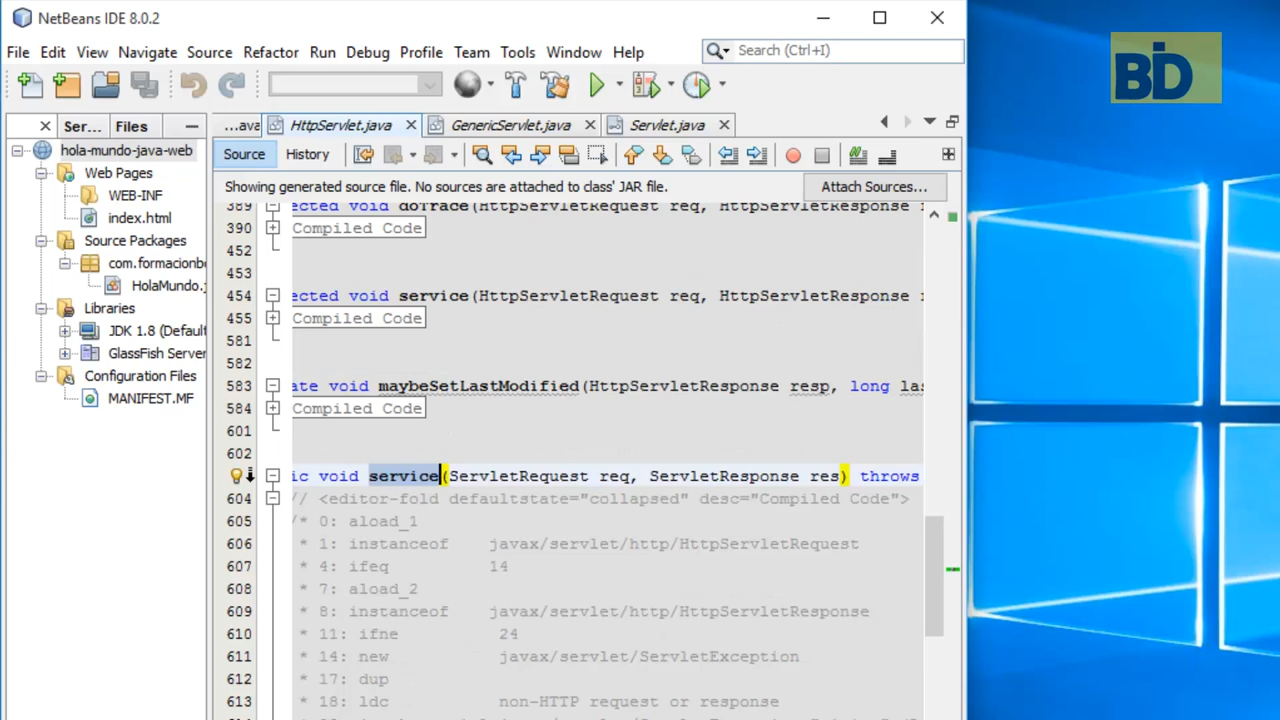 NetBeans IDE 8.0.2
BID
File Edit View Navigate Source Refactor Run Debug Profile Team Tools Window Help
Search (Ctrl+I)
Ser... Files
...ava HttpServlet.java GenericServlet.java Servlet.java
Source History
Showing generated source file. No sources are attached to class' JAR file.
Attach Sources...
hola-mundo-java-web
Web Pages
WEB-INF
index.html
Source Packages
com.formacionb
HolaMundo.j
Libraries
JDK 1.8 (Default
GlassFish Server
Configuration Files
MANIFEST.MF
389 ected void doTrace(HttpServletRequest req, HttpServletResponse
390 Compiled Code
452
453
454 ected void service(HttpServletRequest req, HttpServletResponse
455 Compiled Code
581
582
583 ate void maybeSetLastModified(HttpServletResponse resp, long las
584 Compiled Code
601
602
ic void service(ServletRequest req, ServletResponse res) throws
604 // <editor-fold defaultstate="collapsed" desc="Compiled Code">
605 /* 0: aload_1
606 * 1: instanceof javax/servlet/http/HttpServletRequest
607 * 4: ifeq 14
608 * 7: aload_2
609 * 8: instanceof javax/servlet/http/HttpServletResponse
610 * 11: ifne 24
611 * 14: new javax/servlet/ServletException
612 * 17: dup
613 * 18: ldc non-HTTP request or response